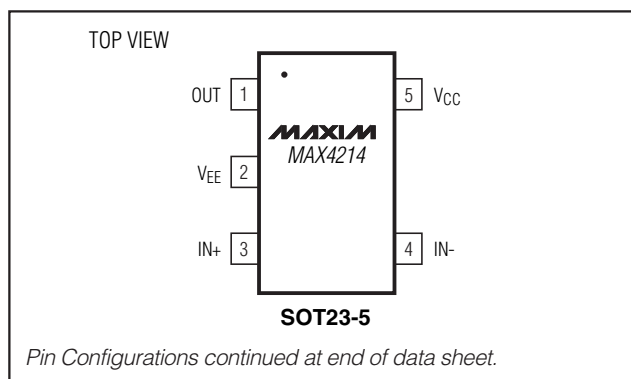 TOP VIEW
OUT 1
5 VCC
MAXIM
MAX4214
VEE 2
IN+ 3
4 IN-
SOT23-5
Pin Configurations continued at end of data sheet.